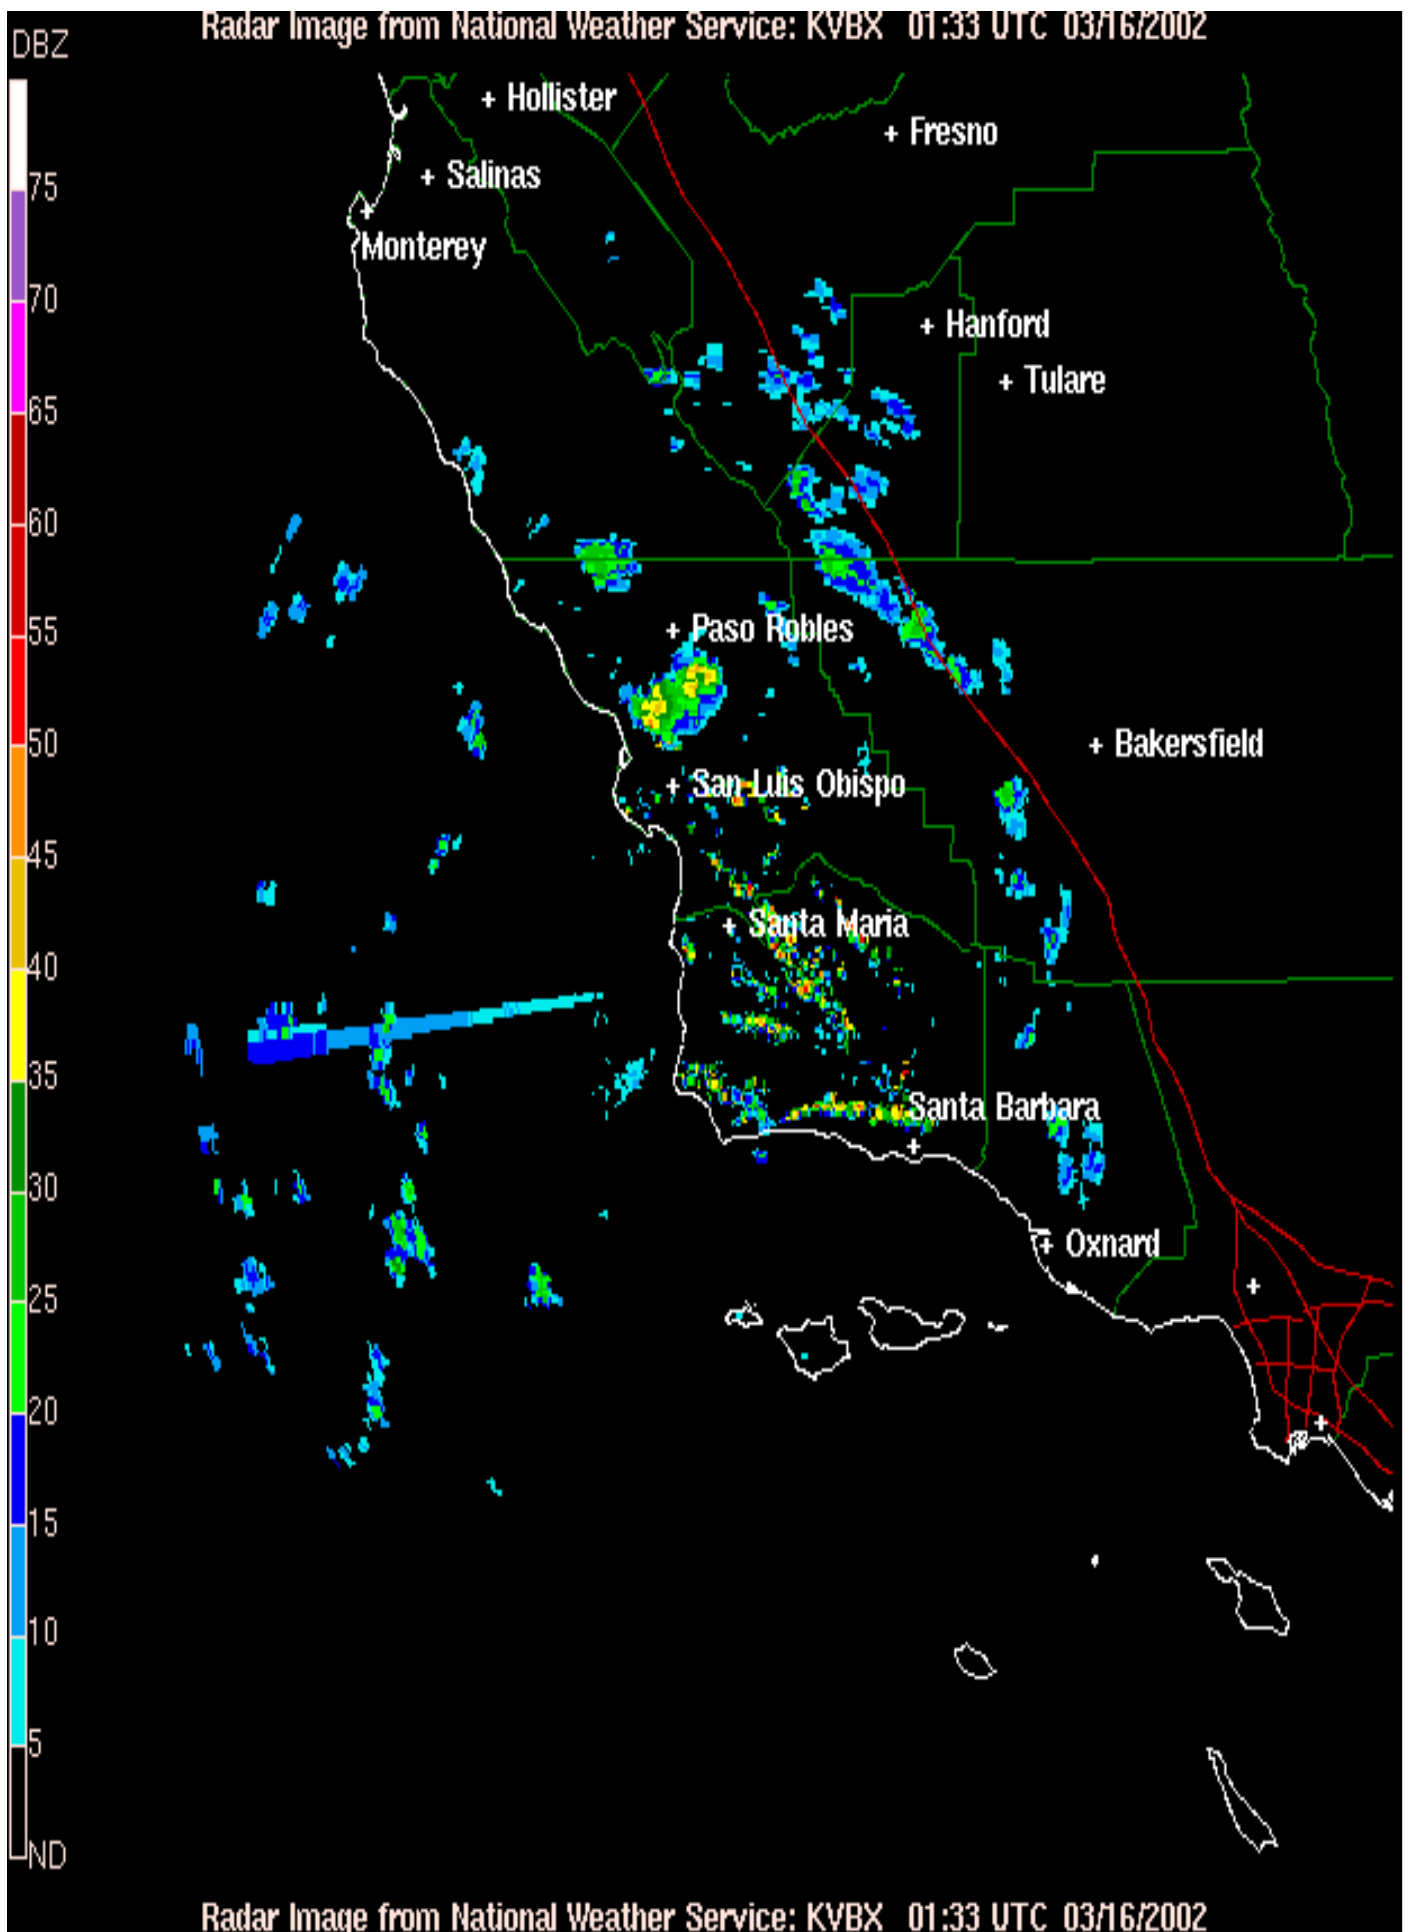 Radar Image from National Weather Service: KVBX 01:33 UTC 03/16/2002
DBZ
Hollister
Fresno
Salinas
75
Monterey
70
Hanford
Tulare
65
60
Paso Robles
55
50
Bakersfield
San Luis Obispo
45
Santa Maria
40
35
Santa Barbara
30
Oxnard
25
20
15
10
5
ND
Radar Image from National Weather Service: KVBX 01:33 UTC 03/16/2002